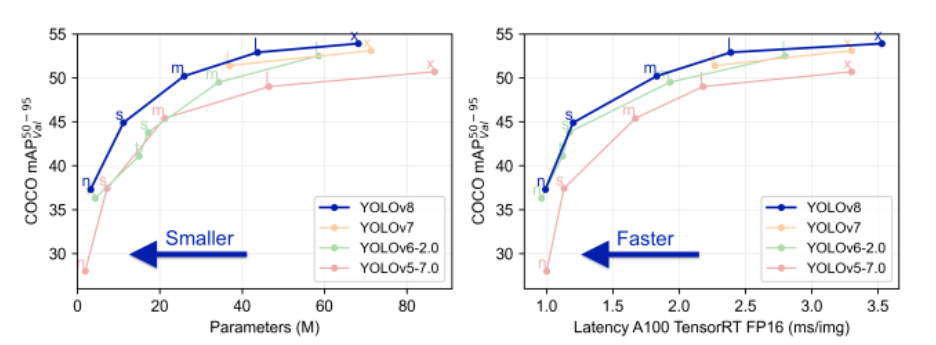 COCO mAP50−95 Val
55
50
45
40
35
30
n
s
m
l
x
l
x
n
t
s
m
l
n
s
m
l
x
Smaller
YOLOv8
YOLOv7
YOLOv6-2.0
YOLOv5-7.0
0
20
40
60
80
Parameters (M)
COCO mAP50−95 Val
55
50
45
40
35
30
n
s
m
l
x
l
x
n
t
s
m
l
n
s
m
l
x
Faster
YOLOv8
YOLOv7
YOLOv6-2.0
YOLOv5-7.0
1.0
1.5
2.0
2.5
3.0
3.5
Latency A100 TensorRT FP16 (ms/img)